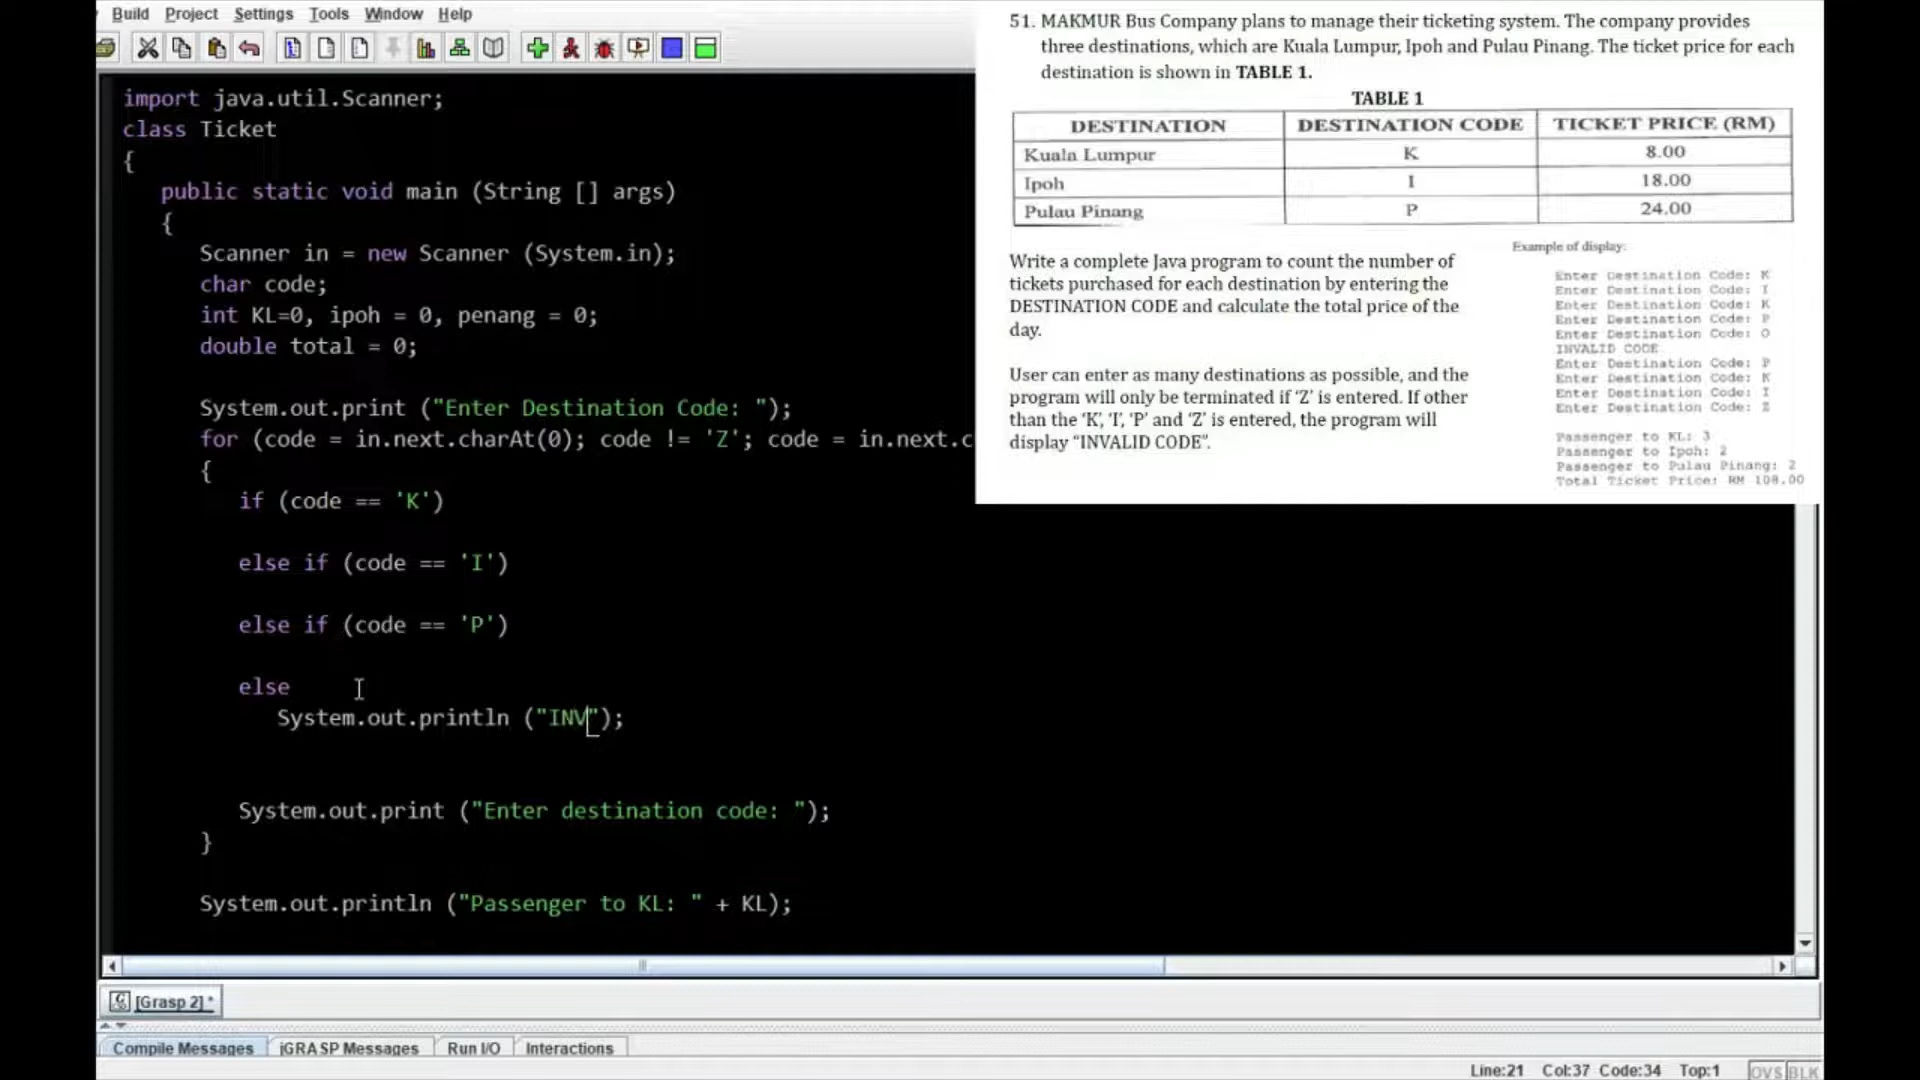 Build Project Settings Tools Window Help
import java.util.Scanner;
class Ticket
{
public static void main (String [] args)
{
Scanner in = new Scanner (System.in);
char code;
int KL=0, ipoh = 0, penang = 0;
double total = 0;
System.out.print ("Enter Destination Code: ");
for (code = in.next.charAt(0); code != 'Z'; code = in.next.c
{
if (code == 'K')
else if (code == 'I')
else if (code == 'P')
else
System.out.println ("INV");
System.out.print ("Enter destination code: ");
}
System.out.println ("Passenger to KL: " + KL);
51. MAKMUR Bus Company plans to manage their ticketing system. The company provides
three destinations, which are Kuala Lumpur, Ipoh and Pulau Pinang. The ticket price for each
destination is shown in TABLE 1.
TABLE 1
DESTINATION DESTINATION CODE TICKET PRICE (RM)
Kuala Lumpur K 8.00
Ipoh I 18.00
Pulau Pinang P 24.00
Write a complete Java program to count the number of
tickets purchased for each destination by entering the
DESTINATION CODE and calculate the total price of the
day.
User can enter as many destinations as possible, and the
program will only be terminated if 'Z' is entered. If other
than the 'K', 'I', 'P' and 'Z' is entered, the program will
display "INVALID CODE".
Example of display:
Enter Destination Code: K
Enter Destination Code: I
Enter Destination Code: K
Enter Destination Code: P
Enter Destination Code: O
INVALID CODE
Enter Destination Code: P
Enter Destination Code: K
Enter Destination Code: I
Enter Destination Code: Z
Passenger to KL: 3
Passenger to Ipoh: 2
Passenger to Pulau Pinang: 2
Total Ticket Price: RM 108.00
[Grasp 2] *
Compile Messages jGRASP Messages Run I/O Interactions
Line:21 Col:37 Code:34 Top:1 OVS BLK